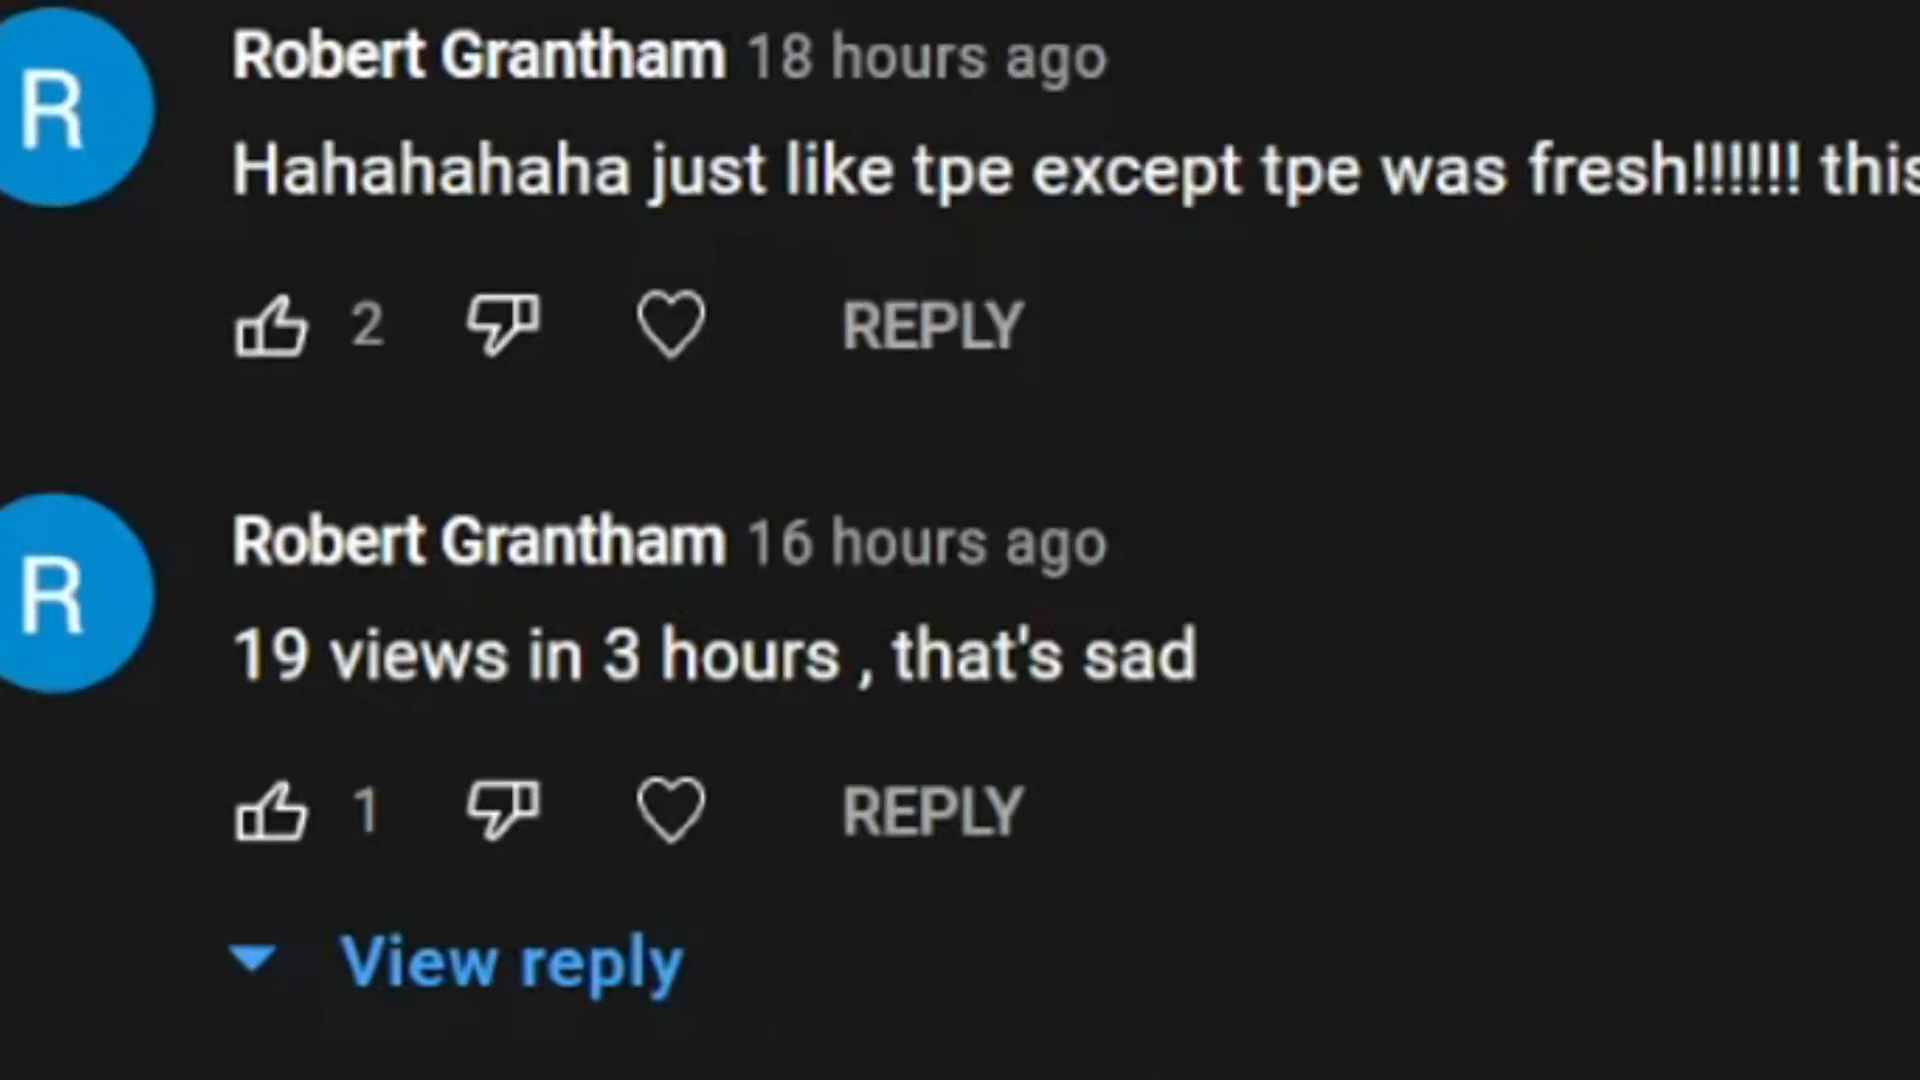 R
Robert Grantham 18 hours ago
Hahahahaha just like tpe except tpe was fresh!!!!!! this
2 REPLY
R
Robert Grantham 16 hours ago
19 views in 3 hours , that's sad
1 REPLY
View reply